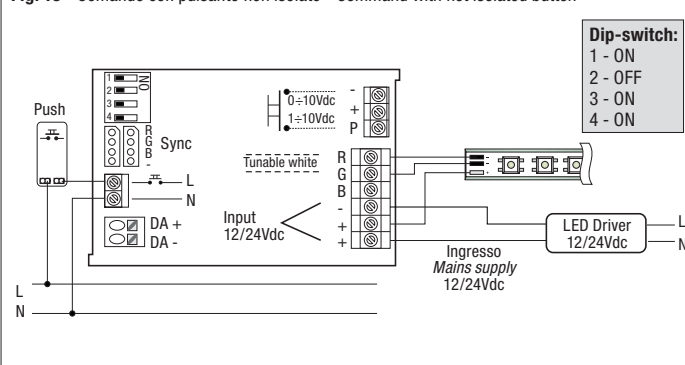 Comando con pulsante non isolato - Command with not isolated button
Dip-switch:
1 - ON
2 - OFF
3 - ON
4 - ON
1
2
3
4
ON
Push
R
G
B
-
Sync
0÷10Vdc
1÷10Vdc
-
+
P
Tunable white
R
G
B
-
+
+
L
N
DA +
DA -
Input
12/24Vdc
-
-
+
LED Driver
12/24Vdc
L
N
Ingresso
Mains supply
12/24Vdc
L
N